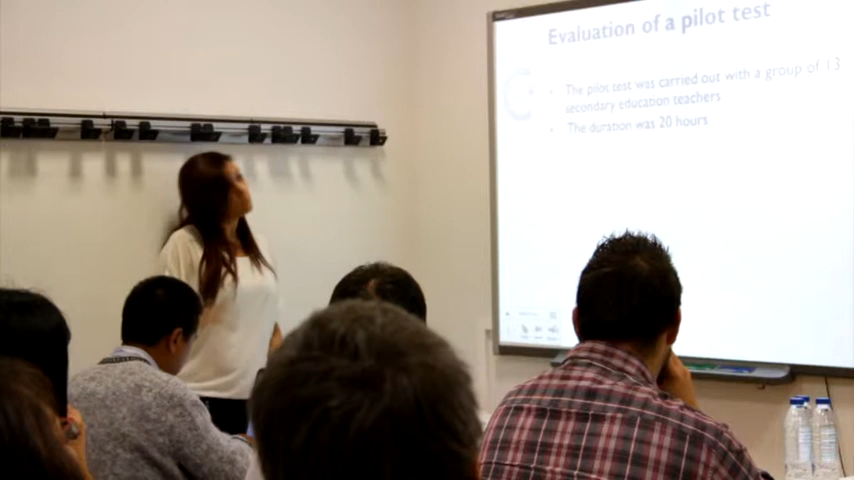 Evaluation of a pilot test
The pilot test was carried out with a group of 13
secondary education teachers
The duration was 20 hours